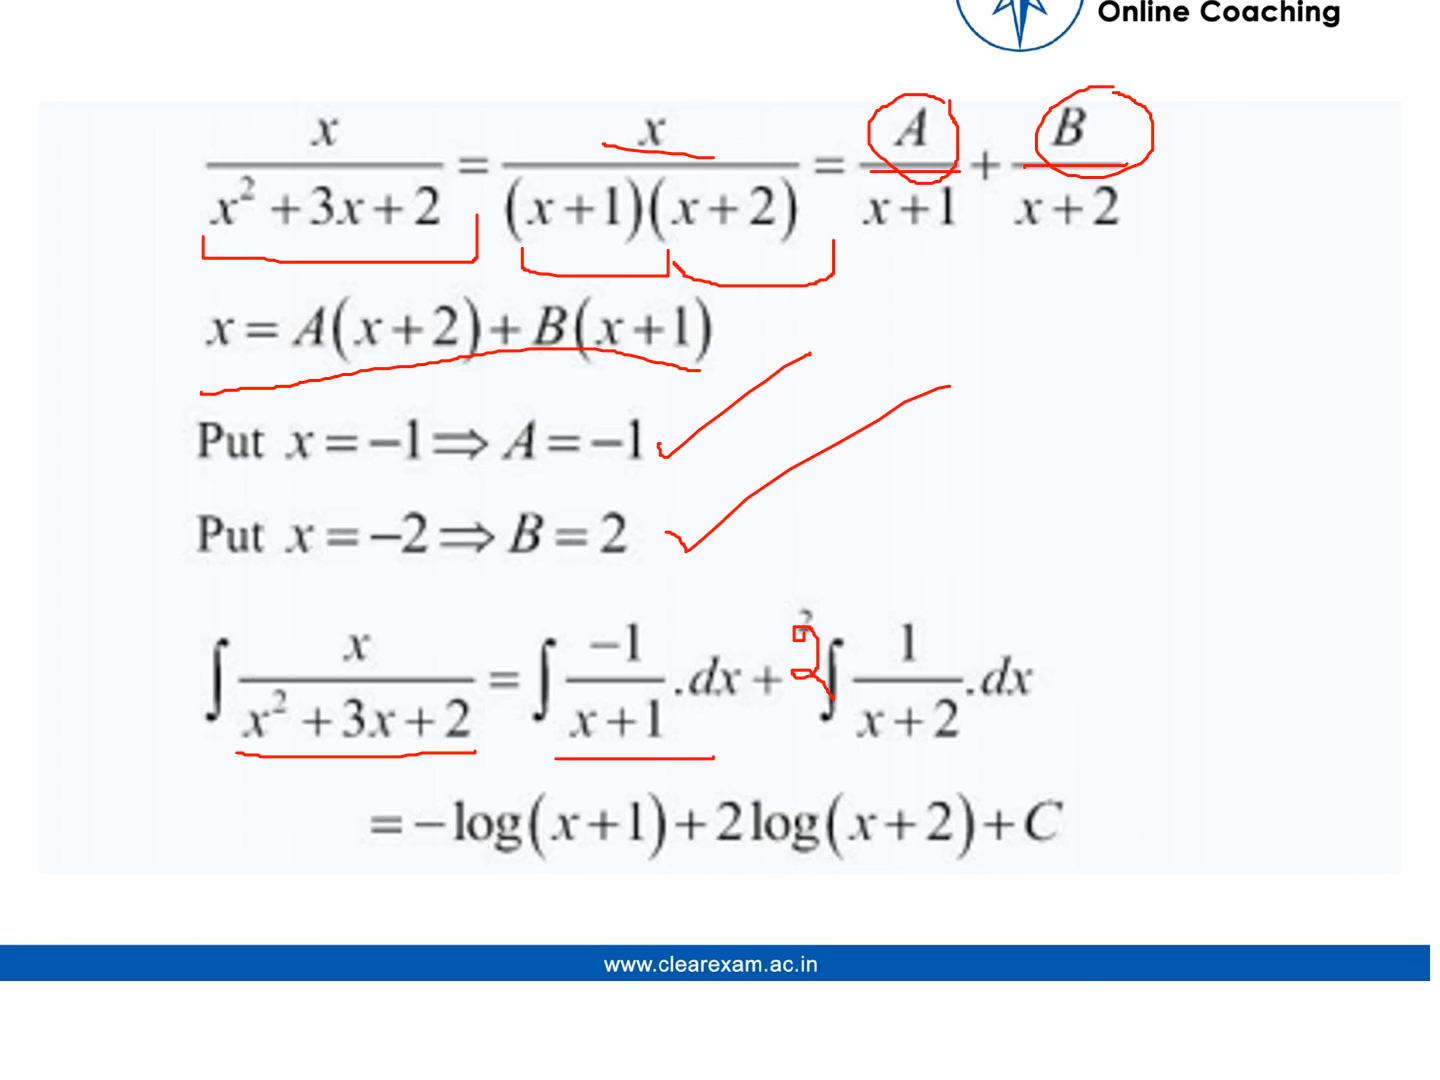 Online Coaching
x/(x² + 3x + 2) = x/((x+1)(x+2)) = A/(x+1) + B/(x+2)
x = A(x+2) + B(x+1)
Put x = −1 ⇒ A = −1
Put x = −2 ⇒ B = 2
∫ x/(x² + 3x + 2) = ∫ −1/(x+1) .dx + 2∫ 1/(x+2) .dx
= −log(x+1) + 2log(x+2) + C
www.clearexam.ac.in